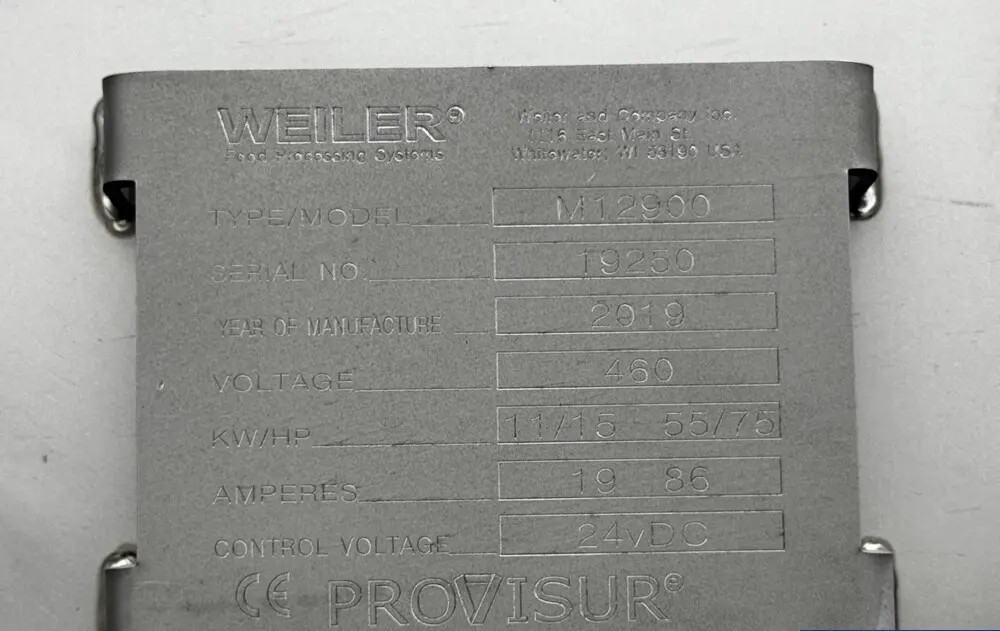 WEILER®
Food Processing Systems
Weiler and Company Inc.
1116 East Main St.
Whitewater, WI 53190 USA
TYPE/MODEL M12900
SERIAL NO. 19250
YEAR OF MANUFACTURE 2019
VOLTAGE 460
KW/HP 11/15 55/75
AMPERES 19 86
CONTROL VOLTAGE 24vDC
CE PROVISUR®